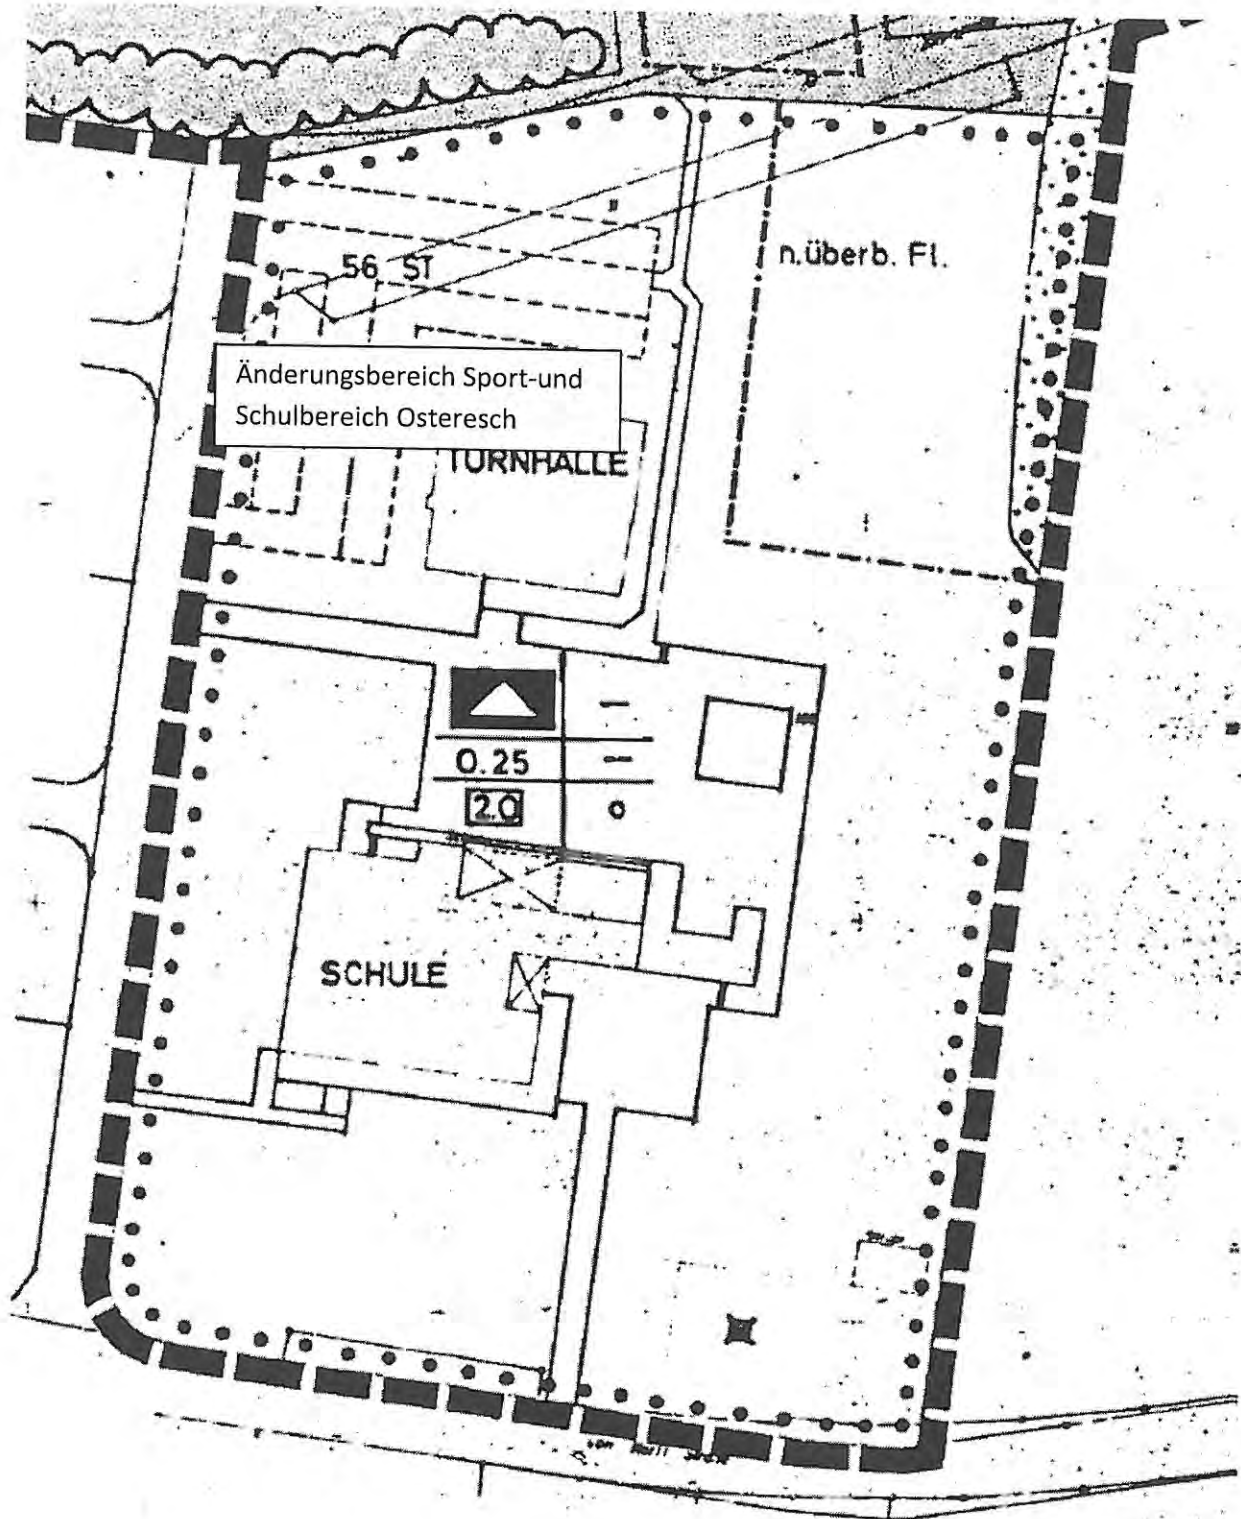 56 ST
n.überb. Fl.
Änderungsbereich Sport-und
Schulbereich Osteresch
TURNHALLE
0.25
2.0
o
SCHULE